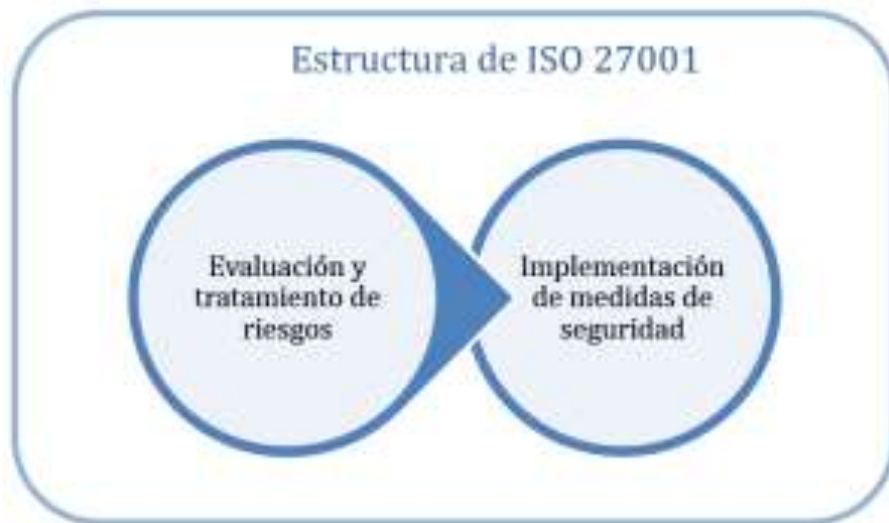 Estructura de ISO 27001
Evaluación y
tratamiento de
riesgos
Implementación
de medidas de
seguridad